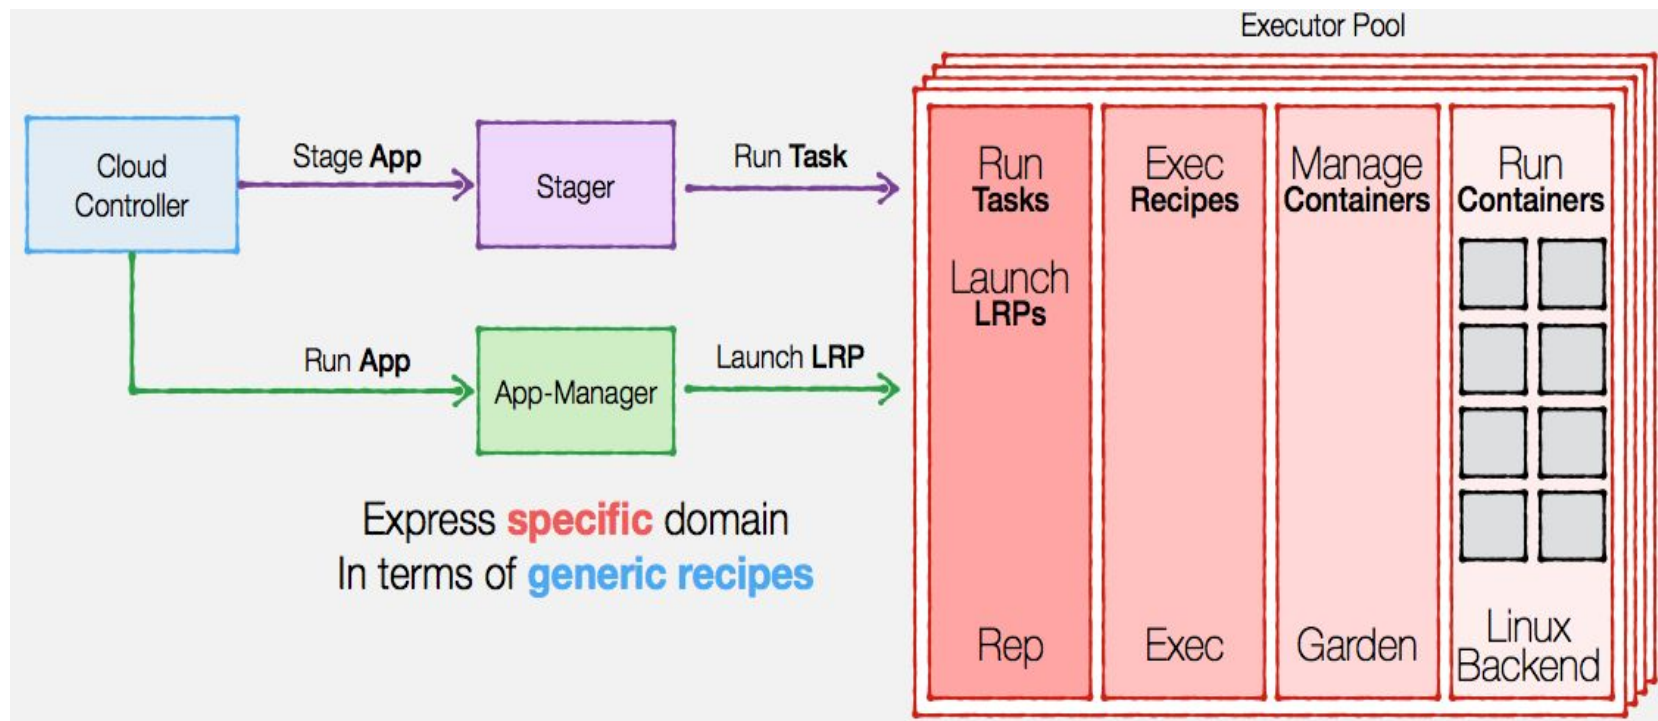 Executor Pool
Cloud
Controller
Stage App
Stager
Run Task
Run App
App-Manager
Launch LRP
Express specific domain
In terms of generic recipes
Run
Tasks
Launch
LRPs
Rep
Exec
Recipes
Exec
Manage
Containers
Garden
Run
Containers
Linux
Backend